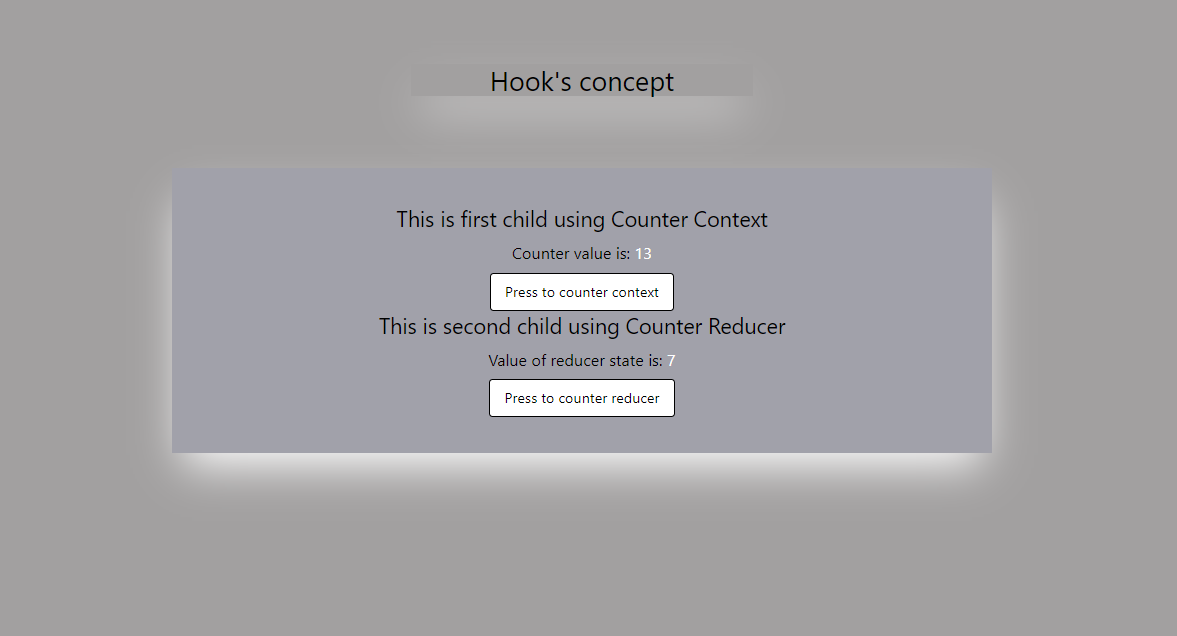 Hook's concept
This is first child using Counter Context
Counter value is: 13
Press to counter context
This is second child using Counter Reducer
Value of reducer state is: 7
Press to counter reducer